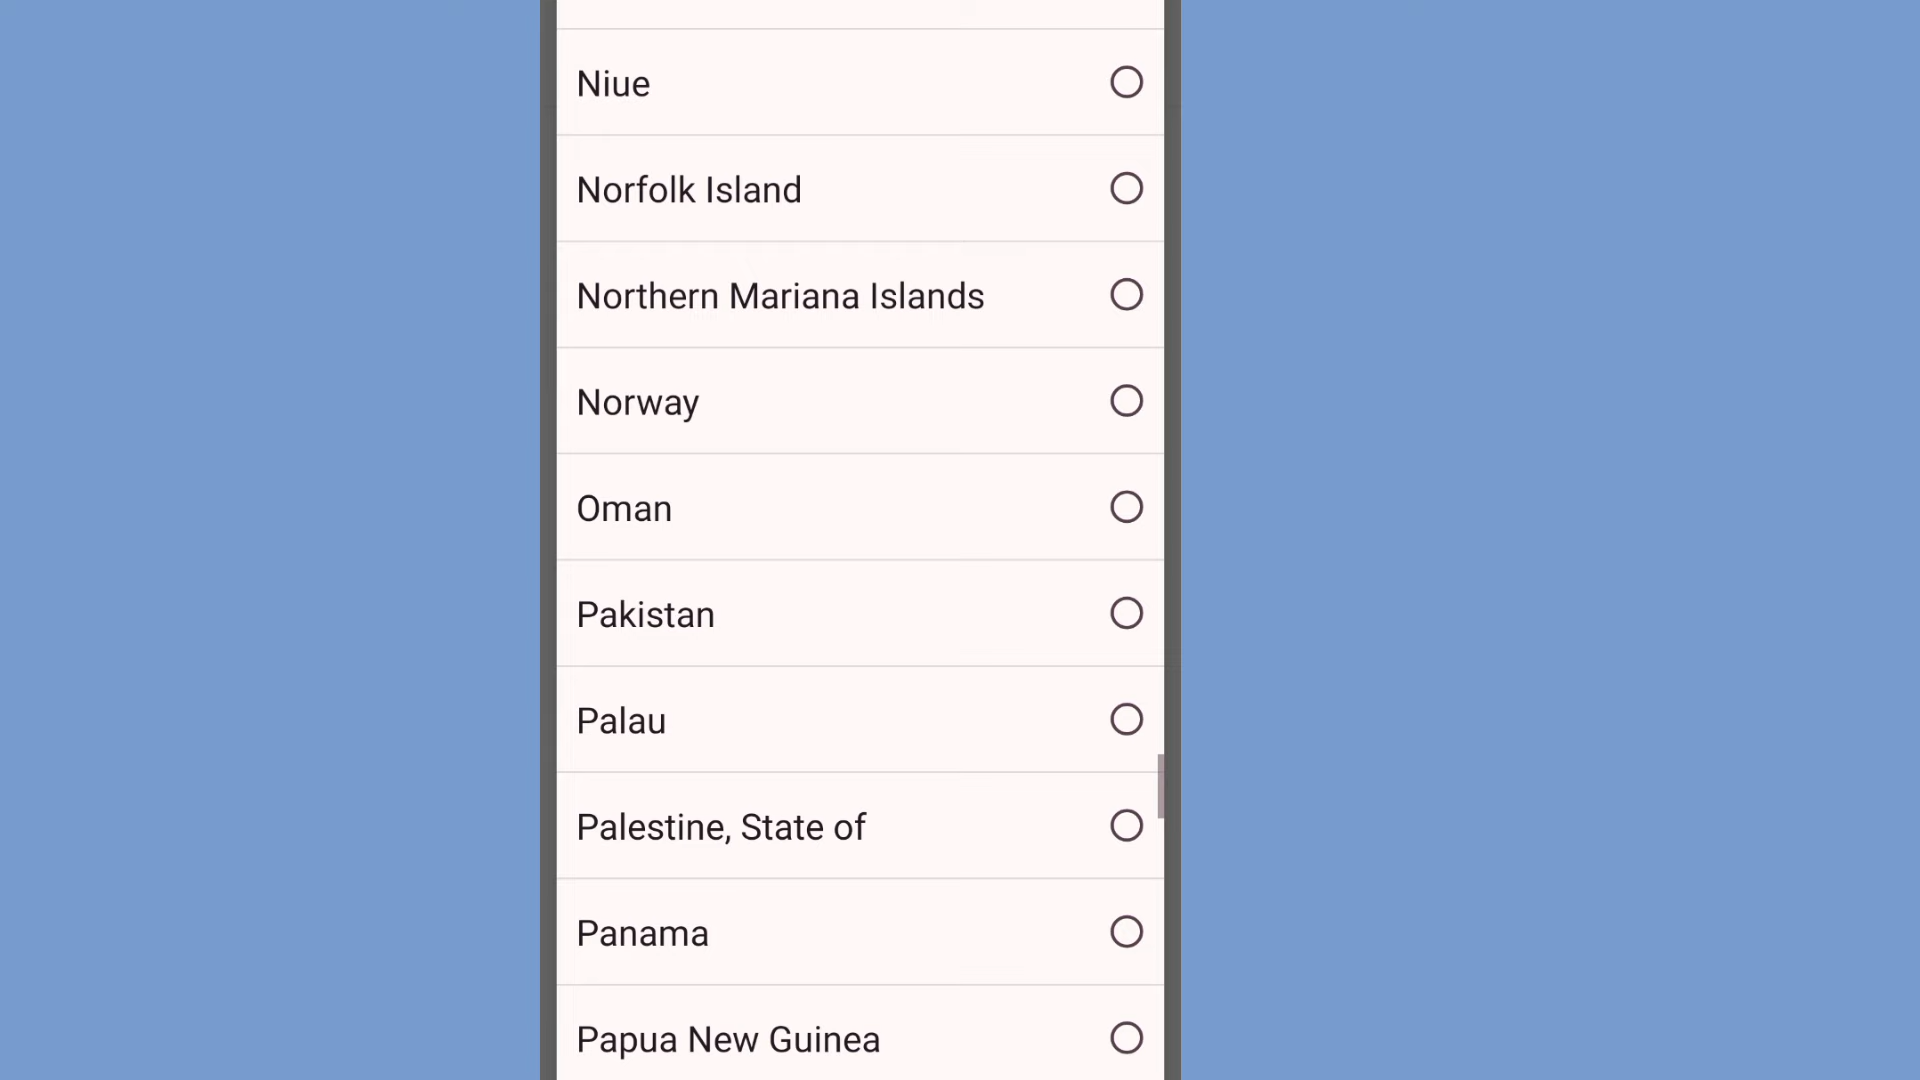 Niue
Norfolk Island
Northern Mariana Islands
Norway
Oman
Pakistan
Palau
Palestine, State of
Panama
Papua New Guinea